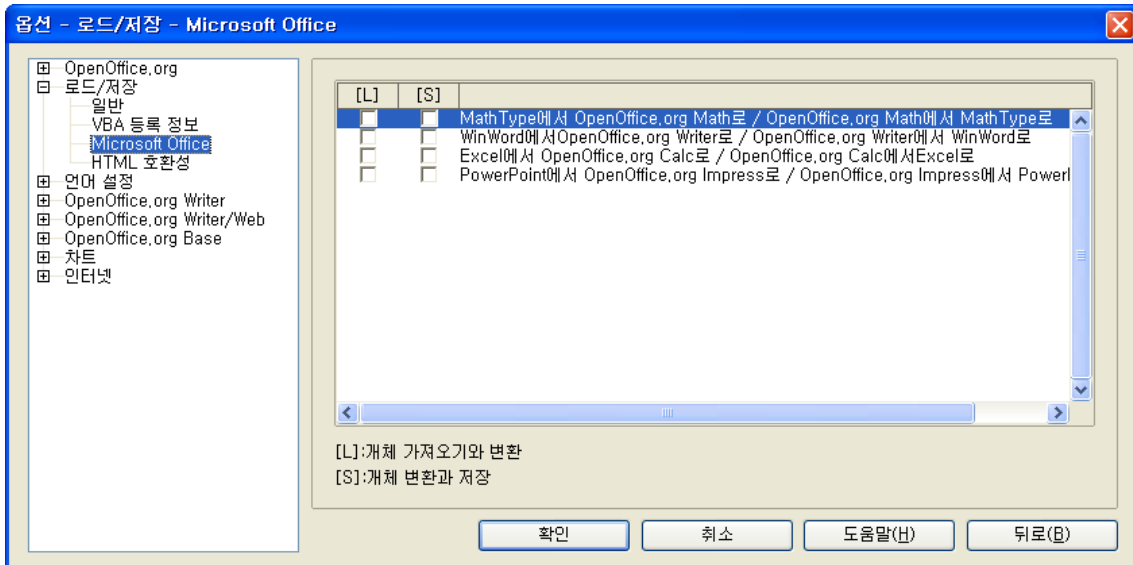 옵션 - 로드/저장 - Microsoft Office
OpenOffice.org
로드/저장
일반
VBA 등록 정보
Microsoft Office
HTML 호환성
언어 설정
OpenOffice.org Writer
OpenOffice.org Writer/Web
OpenOffice.org Base
차트
인터넷
[L] [S]
MathType에서 OpenOffice.org Math로 / OpenOffice.org Math에서 MathType로
WinWord에서OpenOffice.org Writer로 / OpenOffice.org Writer에서 WinWord로
Excel에서 OpenOffice.org Calc로 / OpenOffice.org Calc에서Excel로
PowerPoint에서 OpenOffice.org Impress로 / OpenOffice.org Impress에서
[L]:개체 가져오기와 변환
[S]:개체 변환과 저장
확인 취소 도움말(H) 뒤로(B)